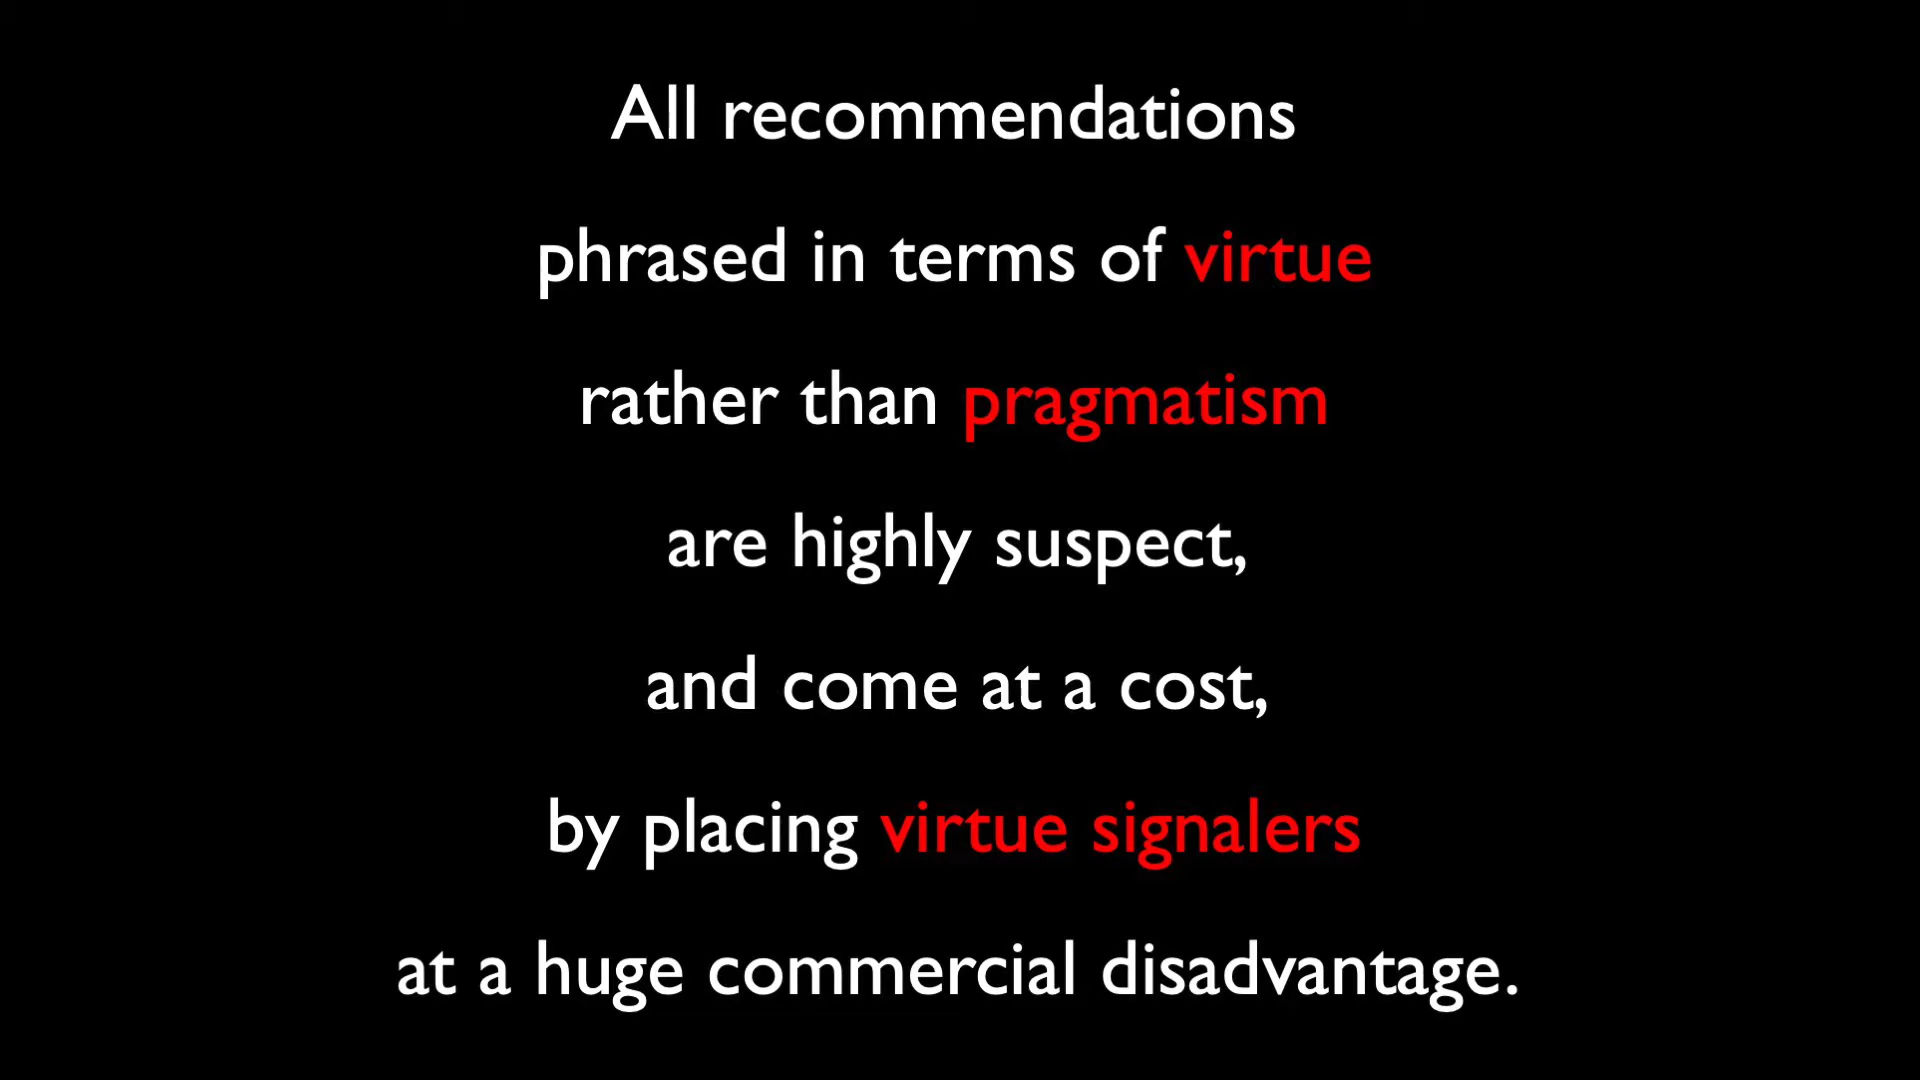 All recommendations
phrased in terms of virtue
rather than pragmatism
are highly suspect,
and come at a cost,
by placing virtue signalers
at a huge commercial disadvantage.